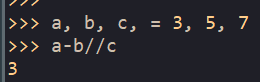 >>>
>>> a, b, c, = 3, 5, 7
>>> a-b//c
3